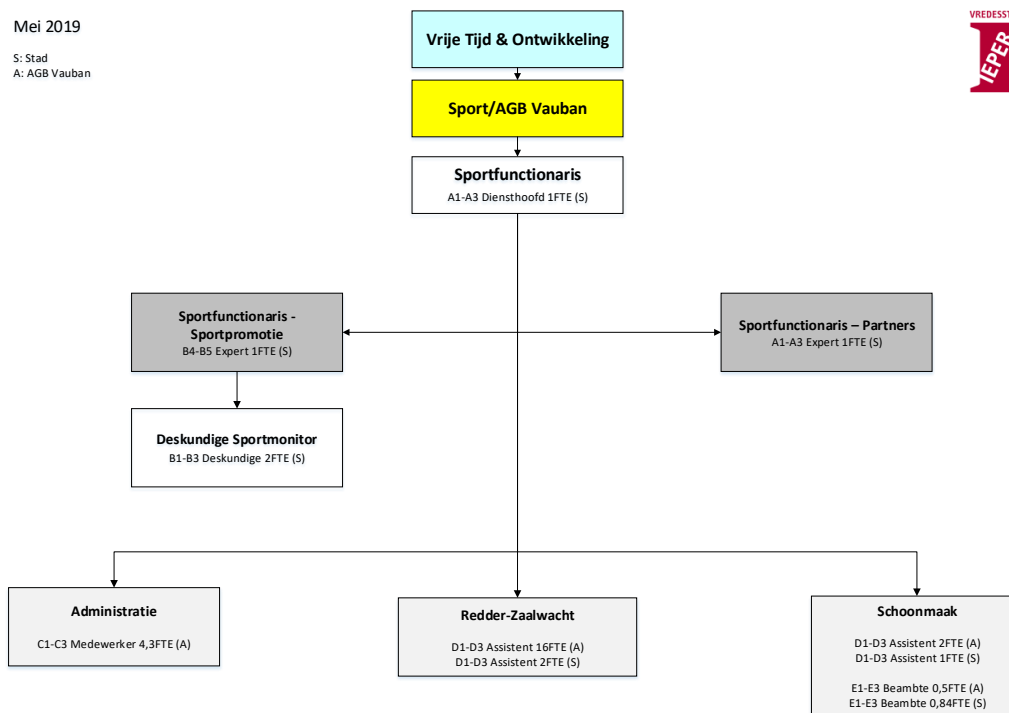 Mei 2019
S: Stad
A: AGB Vauban
VREDESST
IEPER
Vrije Tijd & Ontwikkeling
Sport/AGB Vauban
Sportfunctionaris
A1-A3 Diensthoofd 1FTE (S)
Sportfunctionaris -
Sportpromotie
B4-B5 Expert 1FTE (S)
Sportfunctionaris – Partners
A1-A3 Expert 1FTE (S)
Deskundige Sportmonitor
B1-B3 Deskundige 2FTE (S)
Administratie
C1-C3 Medewerker 4,3FTE (A)
Redder-Zaalwacht
D1-D3 Assistent 16FTE (A)
D1-D3 Assistent 2FTE (S)
Schoonmaak
D1-D3 Assistent 2FTE (A)
D1-D3 Assistent 1FTE (S)
E1-E3 Beambte 0,5FTE (A)
E1-E3 Beambte 0,84FTE (S)